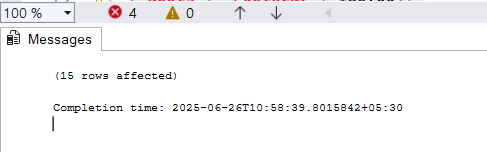 100 %
4
0
Messages
(15 rows affected)
Completion time: 2025-06-26T10:58:39.8015842+05:30